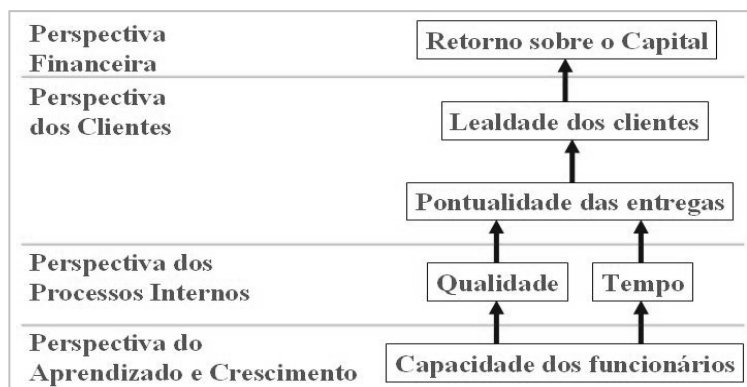 Perspectiva
Financeira
Retorno sobre o Capital
Perspectiva
dos Clientes
Lealdade dos clientes
Pontualidade das entregas
Perspectiva dos
Processos Internos
Qualidade
Tempo
Perspectiva do
Aprendizado e Crescimento
Capacidade dos funcionários